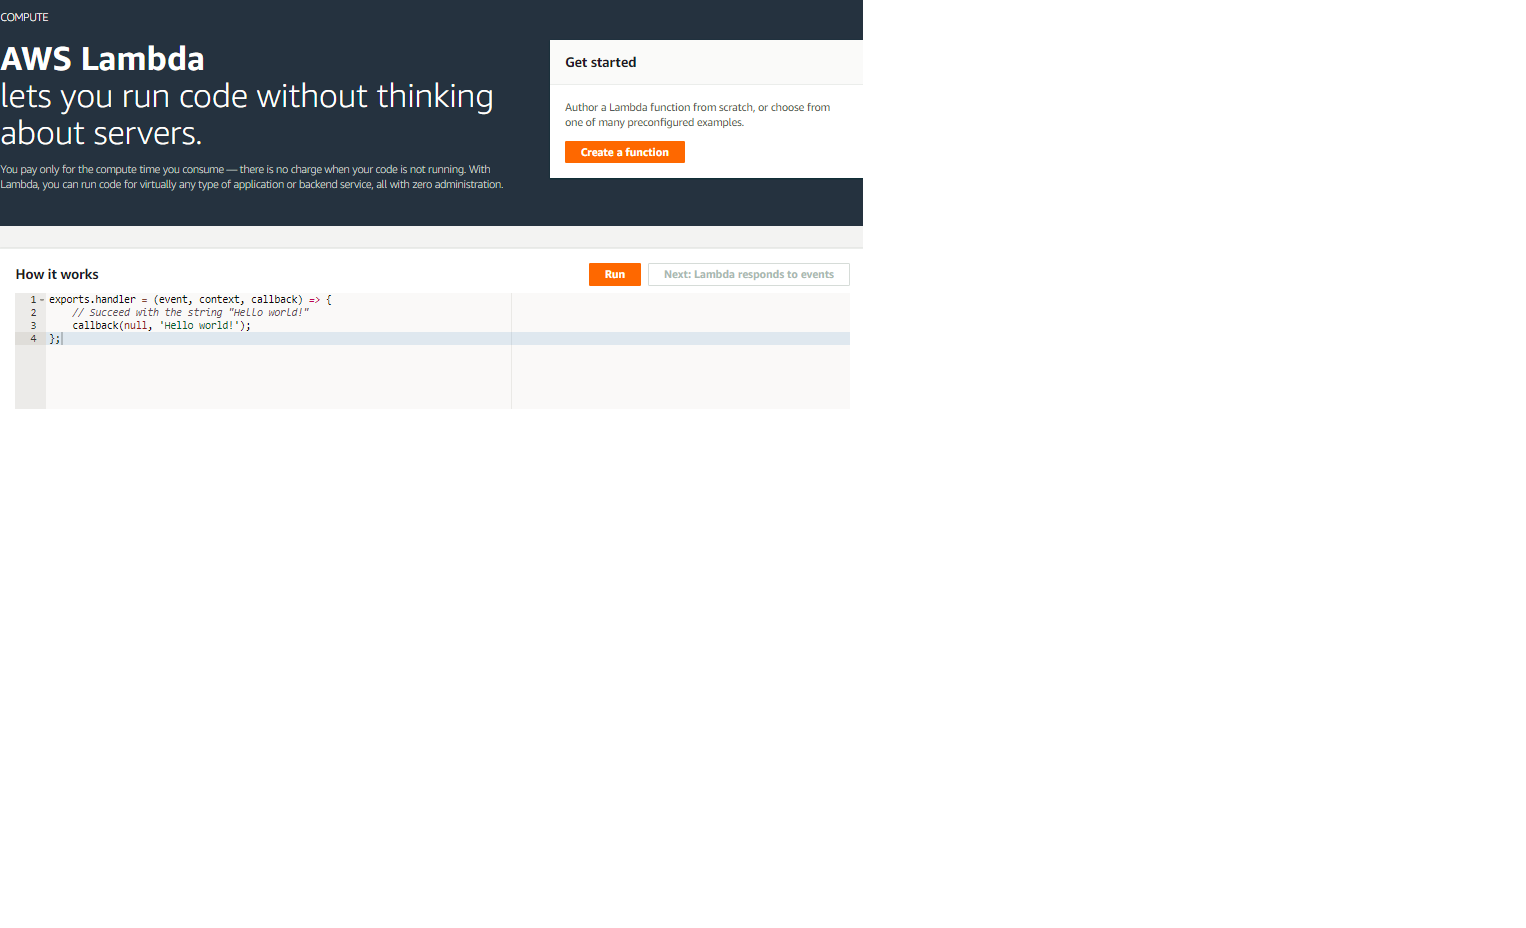 COMPUTE
AWS Lambda
lets you run code without thinking
about servers.
You pay only for the compute time you consume — there is no charge when your code is not running. With
Lambda, you can run code for virtually any type of application or backend service, all with zero administration.
Get started
Author a Lambda function from scratch, or choose from
one of many preconfigured examples.
Create a function
How it works
Run
Next: Lambda responds to events
1 exports.handler = (event, context, callback) => {
2 // Succeed with the string "Hello world!"
3 callback(null, 'Hello world!');
4 };